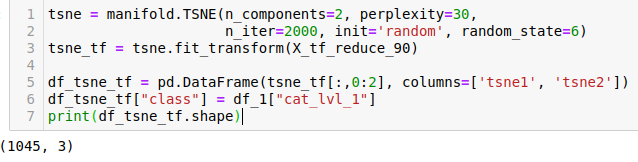 1 tsne = manifold.TSNE(n_components=2, perplexity=30,
2 n_iter=2000, init='random', random_state=6)
3 tsne_tf = tsne.fit_transform(X_tf_reduce_90)
4
5 df_tsne_tf = pd.DataFrame(tsne_tf[:,0:2], columns=['tsne1', 'tsne2'])
6 df_tsne_tf["class"] = df_1["cat_lvl_1"]
7 print(df_tsne_tf.shape)
(1045, 3)